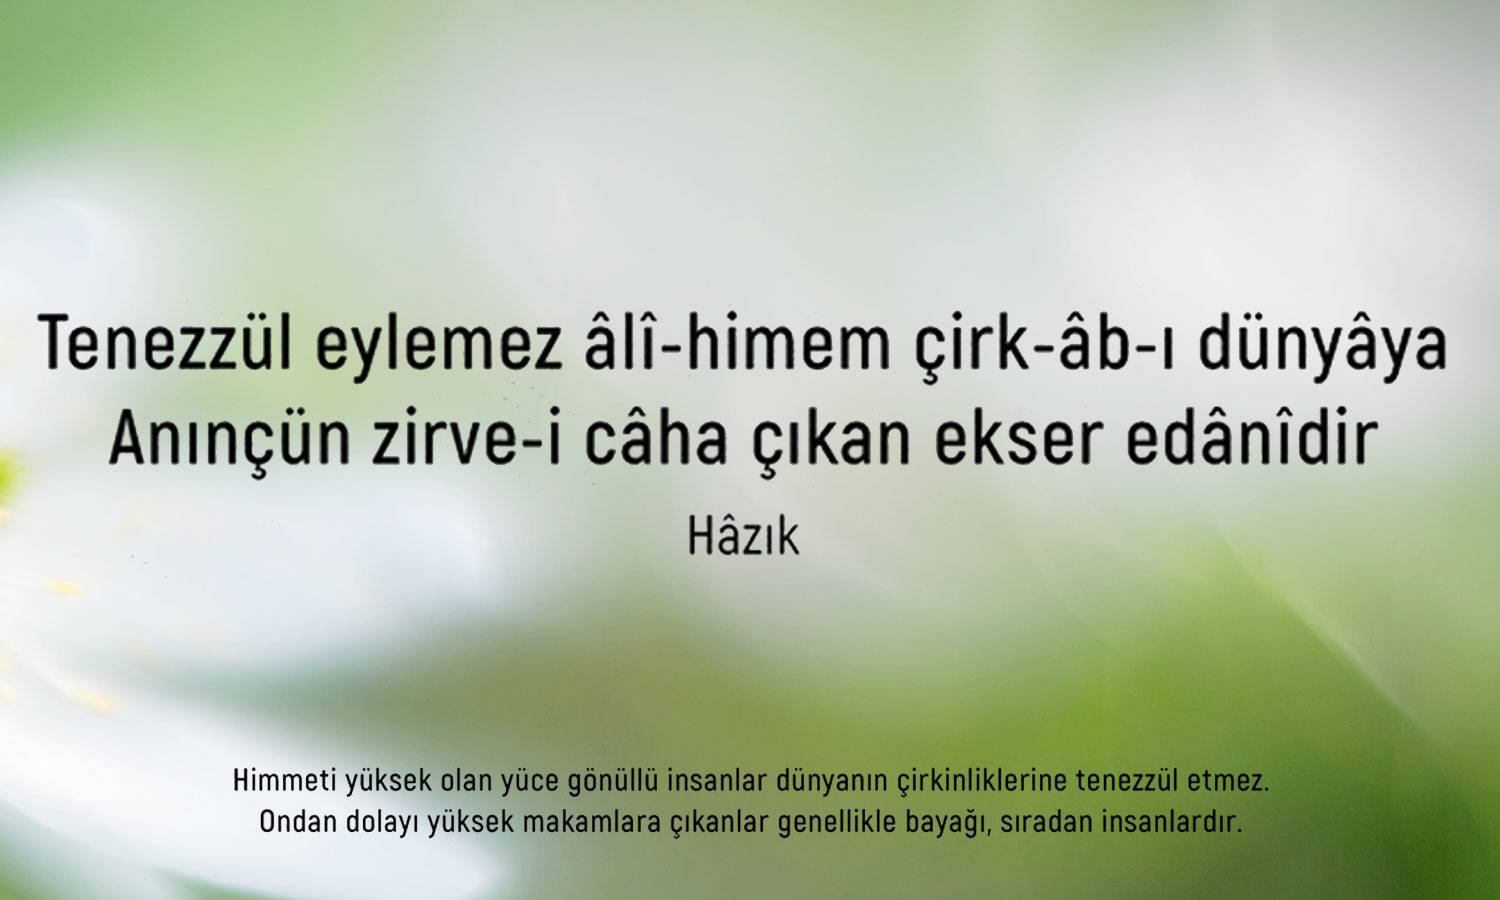 Tenezzül eylemez âlî-himem çirk-âb-ı dünyâya
Anınçün zirve-i câha çıkan ekser edânîdir
Hâzık
Himmeti yüksek olan yüce gönüllü insanlar dünyanın çirkinliklerine tenezzül etmez.
Ondan dolayı yüksek makamlara çıkanlar genellikle bayağı, sıradan insanlardır.